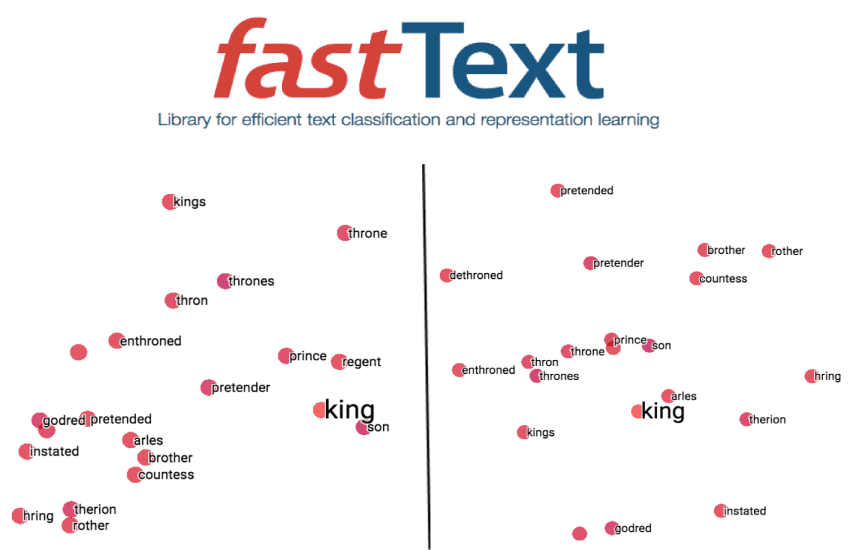 fastText
Library for efficient text classification and representation learning
kings
throne
thrones
thron
enthroned
prince
regent
pretender
king
son
godred
pretended
arles
instated
brother
countess
therion
hring
rother
pretended
brother
rother
pretender
dethroned
countess
prince
son
throne
thron
enthroned
thrones
hring
arles
king
therion
kings
instated
godred